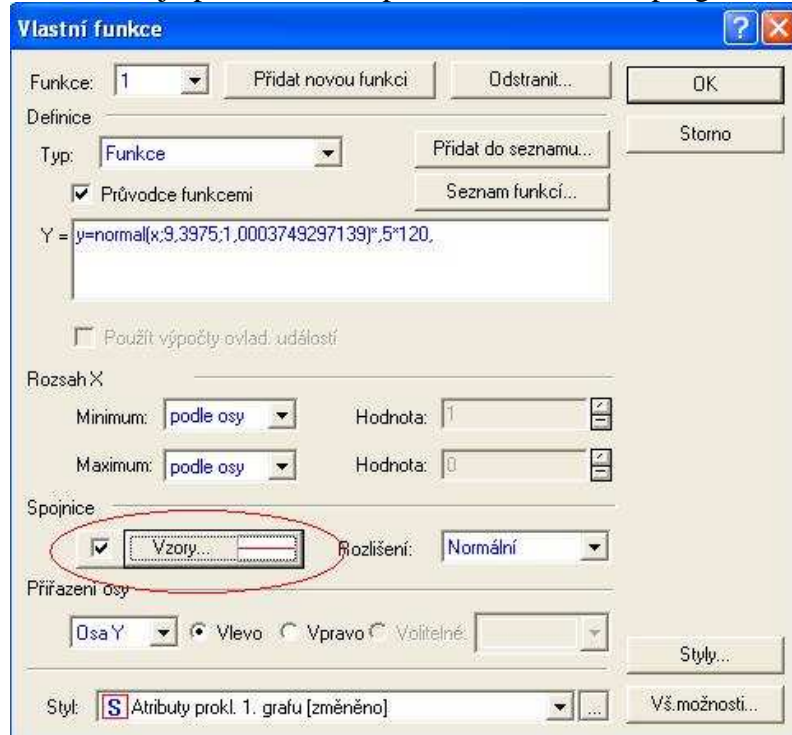 Vlastní funkce
Funkce: 1 Přidat novou funkci Odstranit... OK
Definice
Storno
Typ: Funkce Přidat do seznamu...
Průvodce funkcemi Seznam funkcí...
Y = y=normal(x;9,3975;1,0003749297139)*,5*120,
Použít výpočty ovlad. událostí
Rozsah X
Minimum: podle osy Hodnota: 1
Maximum: podle osy Hodnota: 0
Spojnice
Vzory... Rozlišení: Normální
Přiřazení osy
Osa Y Vlevo Vpravo Volitelné:
Styly...
Styl: S Atributy prokl. 1. grafu [změněno] ... Vš.možnosti...